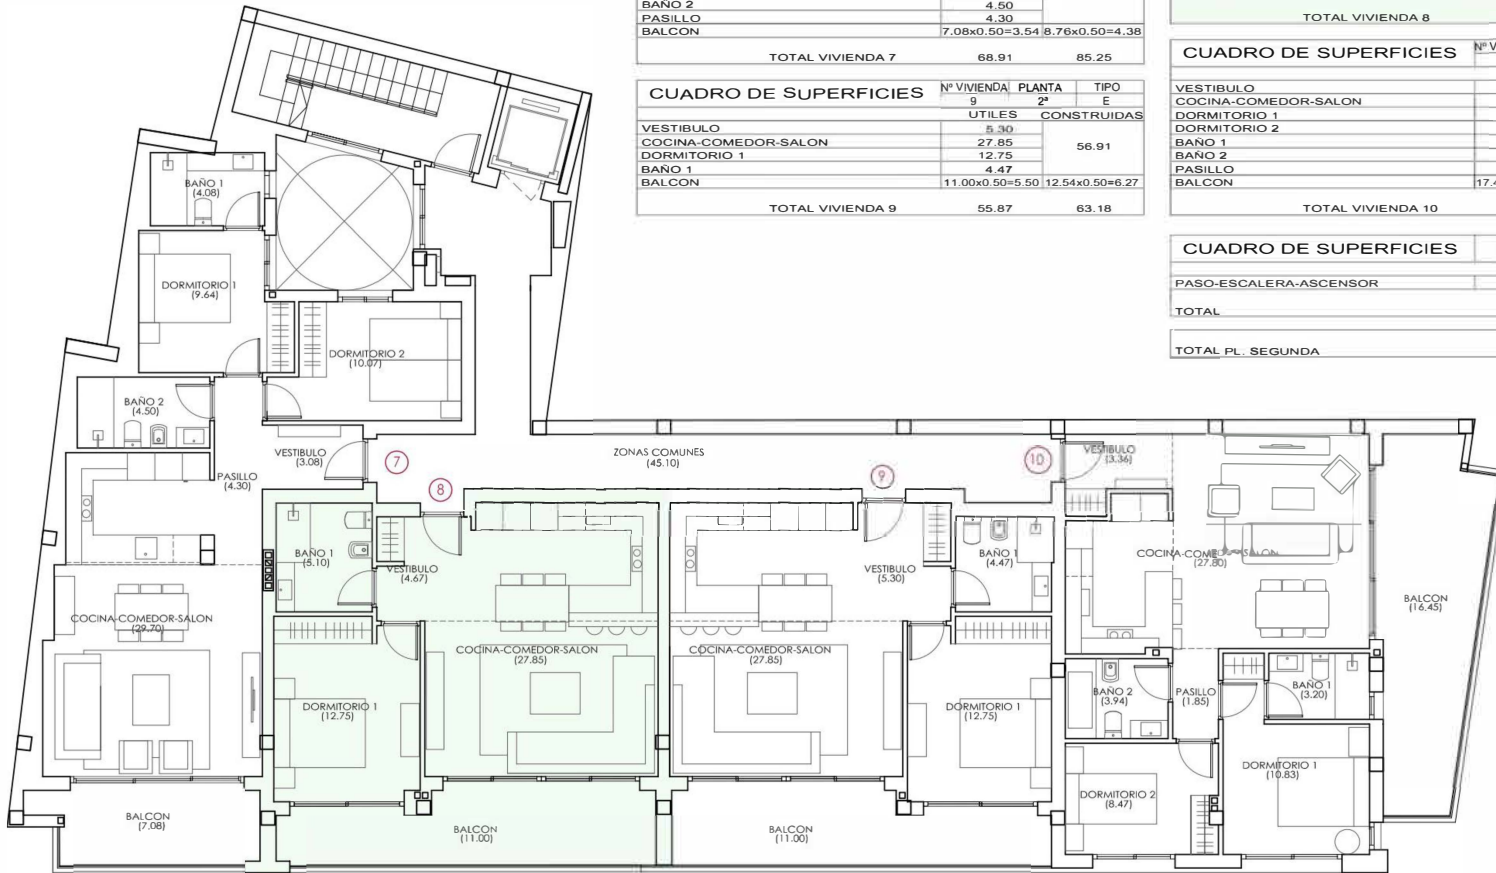 BAÑO 2 4.50
PASILLO 4.30
BALCON 7.08x0.50=3.54 8.76x0.50=4.38
TOTAL VIVIENDA 7 68.91 85.25
TOTAL VIVIENDA 8
CUADRO DE SUPERFICIES Nº VIVIENDA PLANTA TIPO
9 2ª E
UTILES CONSTRUIDAS
VESTIBULO 5.30
COCINA-COMEDOR-SALON 27.85
56.91
DORMITORIO 1 12.75
BAÑO 1 4.47
BALCON 11.00x0.50=5.50 12.54x0.50=6.27
TOTAL VIVIENDA 9 55.87 63.18
CUADRO DE SUPERFICIES Nº V
VESTIBULO
COCINA-COMEDOR-SALON
DORMITORIO 1
DORMITORIO 2
BAÑO 1
BAÑO 2
PASILLO
BALCON 17.4
TOTAL VIVIENDA 10
CUADRO DE SUPERFICIES
PASO-ESCALERA-ASCENSOR
TOTAL
TOTAL PL. SEGUNDA
BAÑO 1
(4.08)
DORMITORIO 1
(9.64)
DORMITORIO 2
(10.07)
BAÑO 2
(4.50)
VESTIBULO
(3.08)
PASILLO
(4.30)
7
8
ZONAS COMUNES
(45.10)
9
10
VESTIBULO
(3.36)
BAÑO 1
(5.10)
VESTIBULO
(4.67)
VESTIBULO
(5.30)
BAÑO 1
(4.47)
COCINA-COMEDOR-SALON
(27.80)
COCINA-COMEDOR-SALON
(29.70)
COCINA-COMEDOR-SALON
(27.85)
COCINA-COMEDOR-SALON
(27.85)
BALCON
(16.45)
DORMITORIO 1
(12.75)
DORMITORIO 1
(12.75)
BAÑO 2
(3.94)
PASILLO
(1.85)
BAÑO 1
(3.20)
DORMITORIO 2
(8.47)
DORMITORIO 1
(10.83)
BALCON
(7.08)
BALCON
(11.00)
BALCON
(11.00)